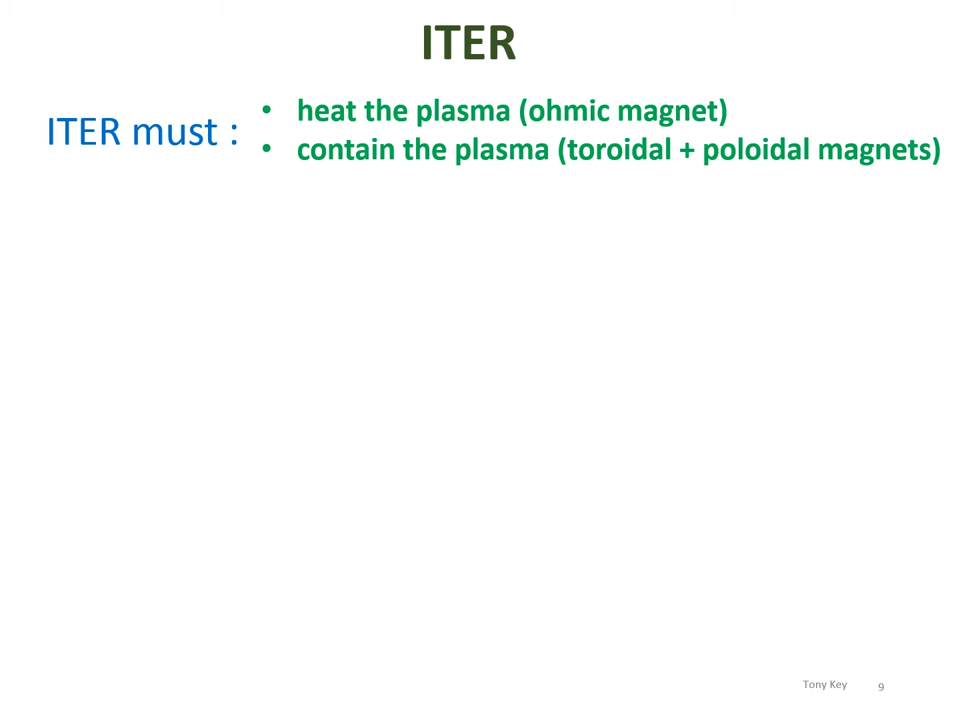 ITER
ITER must :
• heat the plasma (ohmic magnet)
• contain the plasma (toroidal + poloidal magnets)
Tony Key
9